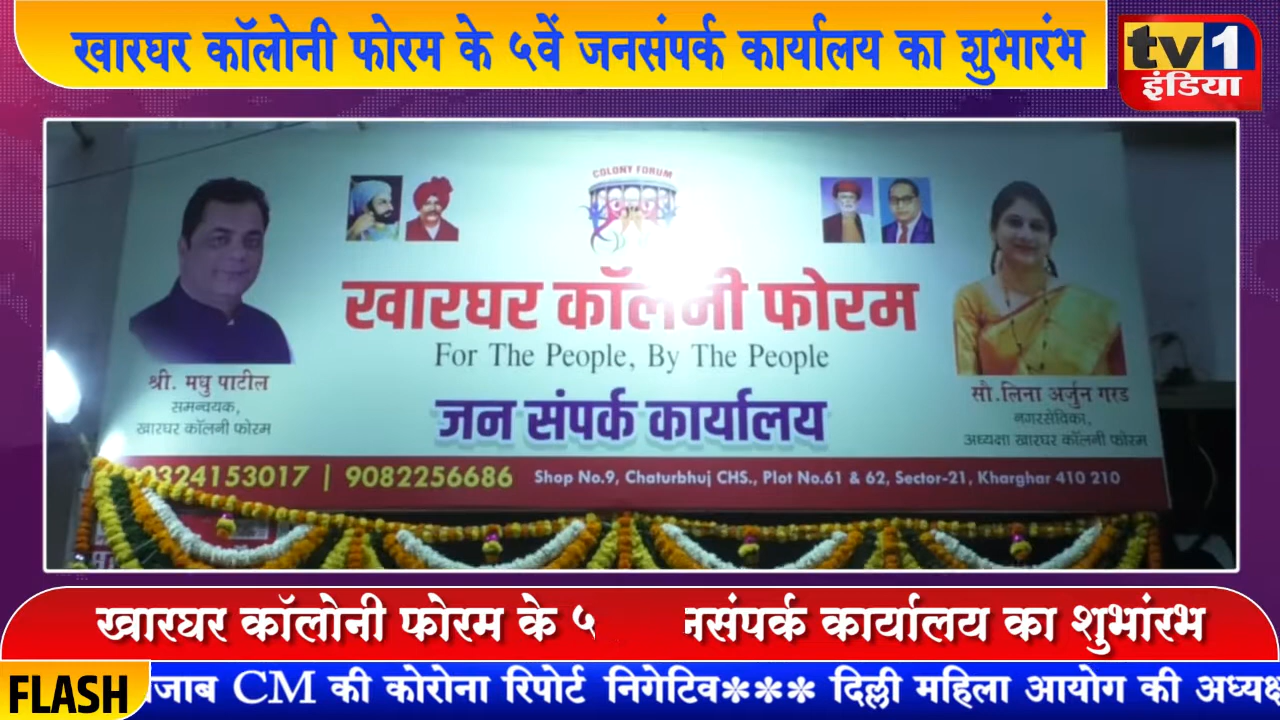 खारघर कॉलोनी फोरम के ५वें जनसंपर्क कार्यालय का शुभारंभ
tv1
इंडिया
COLONY FORUM
खारघर कॉलनी फोरम
For The People, By The People
जन संपर्क कार्यालय
श्री. मधु पाटील
समन्वयक,
खारघर कॉलनी फोरम
सौ.लिना अर्जुन गरड
नगरसेविका,
अध्यक्षा खारघर कॉलनी फोरम
9324153017 | 9082256686 Shop No.9, Chaturbhuj CHS., Plot No.61 & 62, Sector-21, Kharghar 410 210
खारघर कॉलोनी फोरम के ५ नसंपर्क कार्यालय का शुभांरभ
FLASH जाब CM की कोरोना रिपोर्ट निगेटिव*** दिल्ली महिला आयोग की अध्यक्ष